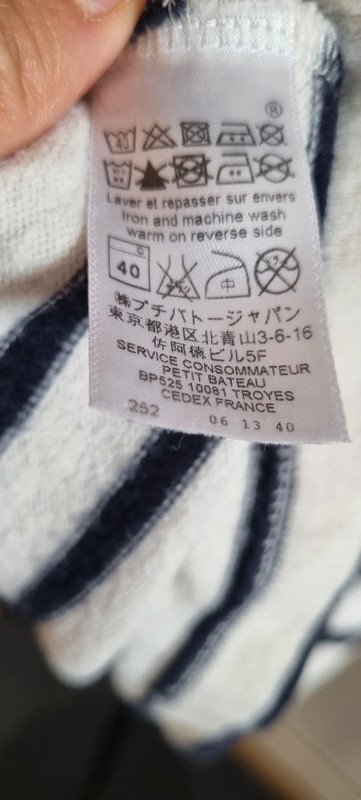 ®
40
Laver et repasser sur envers
Iron and machine wash
warm on reverse side
40 中
㈱プチバトージャパン
東京都港区北青山3-6-16
佐阿徳ビル5F
SERVICE CONSOMMATEUR
PETIT BATEAU
BP525 10081 TROYES
CEDEX FRANCE
252 06 13 40